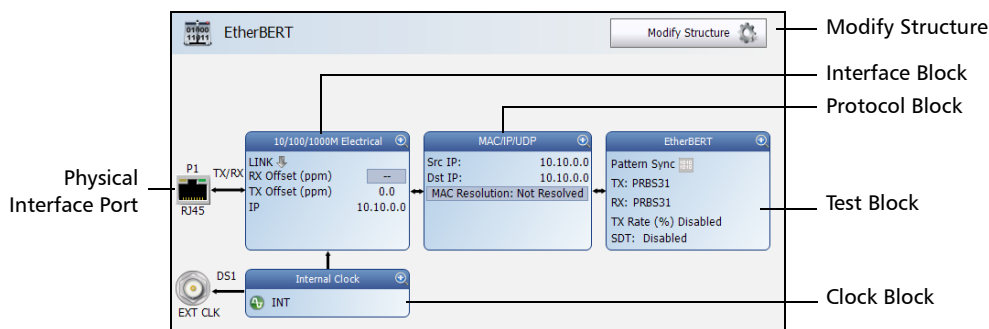 01000
11011
EtherBERT
Modify Structure
Modify Structure
Interface Block
Protocol Block
Physical
Interface Port
P1
TX/RX
RJ45
10/100/1000M Electrical
LINK
RX Offset (ppm) --
TX Offset (ppm) 0.0
IP 10.10.0.0
MAC/IP/UDP
Src IP: 10.10.0.0
Dst IP: 10.10.0.0
MAC Resolution: Not Resolved
EtherBERT
Pattern Sync
TX: PRBS31
RX: PRBS31
TX Rate (%) Disabled
SDT: Disabled
Test Block
DS1
EXT CLK
Internal Clock
INT
Clock Block